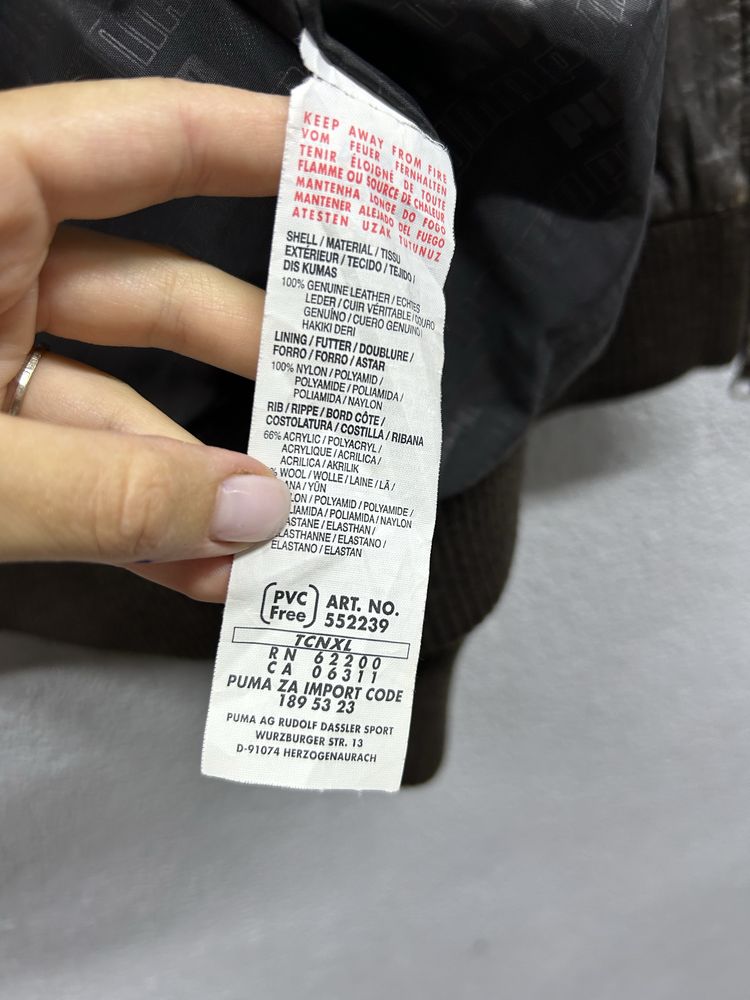 KEEP AWAY FROM FIRE
VOM FEUER FERNHALTEN
TENIR ÉLOIGNÉ DE TOUTE
FLAMME OU SOURCE DE CHALEUR
MANTENHA LONGE DO FOGO
MANTENER ALEJADO DEL FUEGO
ATESTEN UZAK TUTUNUZ
SHELL / MATERIAL / TISSU
EXTÉRIEUR / TECIDO / TEJIDO /
DIS KUMAS
100% GENUINE LEATHER / ECHTES
LEDER / CUIR VÉRITABLE / COURO
GENUÍNO / CUERO GENUINO /
HAKIKI DERI
LINING / FUTTER / DOUBLURE /
FORRO / FORRO / ASTAR
100% NYLON / POLYAMID /
POLYAMIDE / POLIAMIDA /
POLIAMIDA / NAYLON
RIB / RIPPE / BORD CÔTE /
COSTOLATURA / COSTILLA / RIBANA
66% ACRYLIC / POLYACRYL /
ACRYLIQUE / ACRILICA /
ACRILICA / AKRILIK
% WOOL / WOLLE / LAINE / LÃ /
ANA / YÜN
LON / POLYAMID / POLYAMIDE /
LIAMIDA / POLIAMIDA / NAYLON
ASTANE / ELASTHAN /
ELASTHANNE / ELASTANO /
ELASTANO / ELASTAN
PVC Free
ART. NO.
552239
TCNXL
RN 62200
CA 06311
PUMA ZA IMPORT CODE
189 53 23
PUMA AG RUDOLF DASSLER SPORT
WURZBURGER STR. 13
D-91074 HERZOGENAURACH